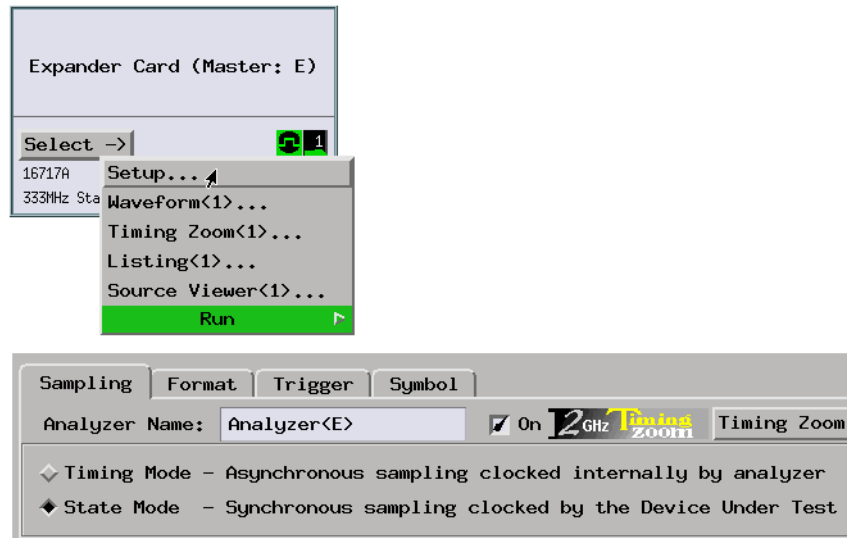 Expander Card (Master: E)
Select ->
1
16717A
333MHz Sta
Setup...
Waveform<1>...
Timing Zoom<1>...
Listing<1>...
Source Viewer<1>...
Run
Sampling Format Trigger Symbol
Analyzer Name: Analyzer<E> On 2GHz Timing zoom Timing Zoom
Timing Mode - Asynchronous sampling clocked internally by analyzer
State Mode - Synchronous sampling clocked by the Device Under Test